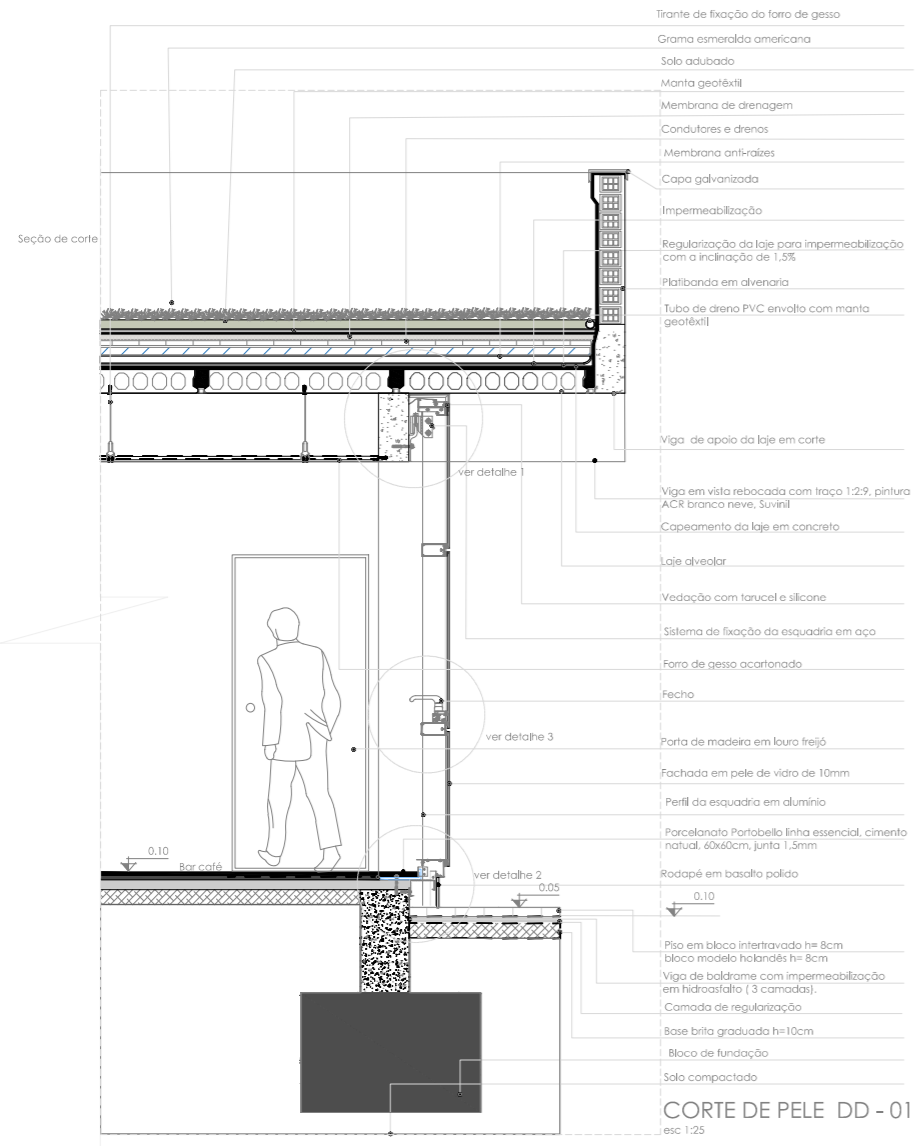 Tirante de fixação do forro de gesso
Grama esmeralda americana
Solo adubado
Manta geotêxtil
Membrana de drenagem
Condutores e drenos
Membrana anti-raizes
Capa galvanizada
Impermeabilização
Seção de corte
Regularização da laje para impermeabilização
com a inclinação de 1,5%
Platibanda em alvenaria
Tubo de dreno PVC envolto com manta
geotêxtil
Viga de apoio da laje em corte
ver detalhe 1
Viga em vista rebocada com traço 1:2:9, pintura
ACR branco neve, Suvinil
Capeamento da laje em concreto
Laje alveolar
Vedação com tarucel e silicone
Sistema de fixação da esquadria em aço
Forro de gesso acartonado
Fecho
ver detalhe 3
Porta de madeira em louro freijó
Fachada em pele de vidro de 10mm
Perfil da esquadria em alumínio
Porcelanato Portobello linha essencial, cimento
natual, 60x60cm, junta 1,5mm
0.10
Bar café
ver detalhe 2
Rodapé em basalto polido
0.05
0.10
Piso em bloco intertravado h= 8cm
bloco modelo holandês h= 8cm
Viga de baldrame com impermeabilização
em hidroasfalto ( 3 camadas).
Camada de regularização
Base brita graduada h=10cm
Bloco de fundação
Solo compactado
CORTE DE PELE DD - 01
esc 1:25